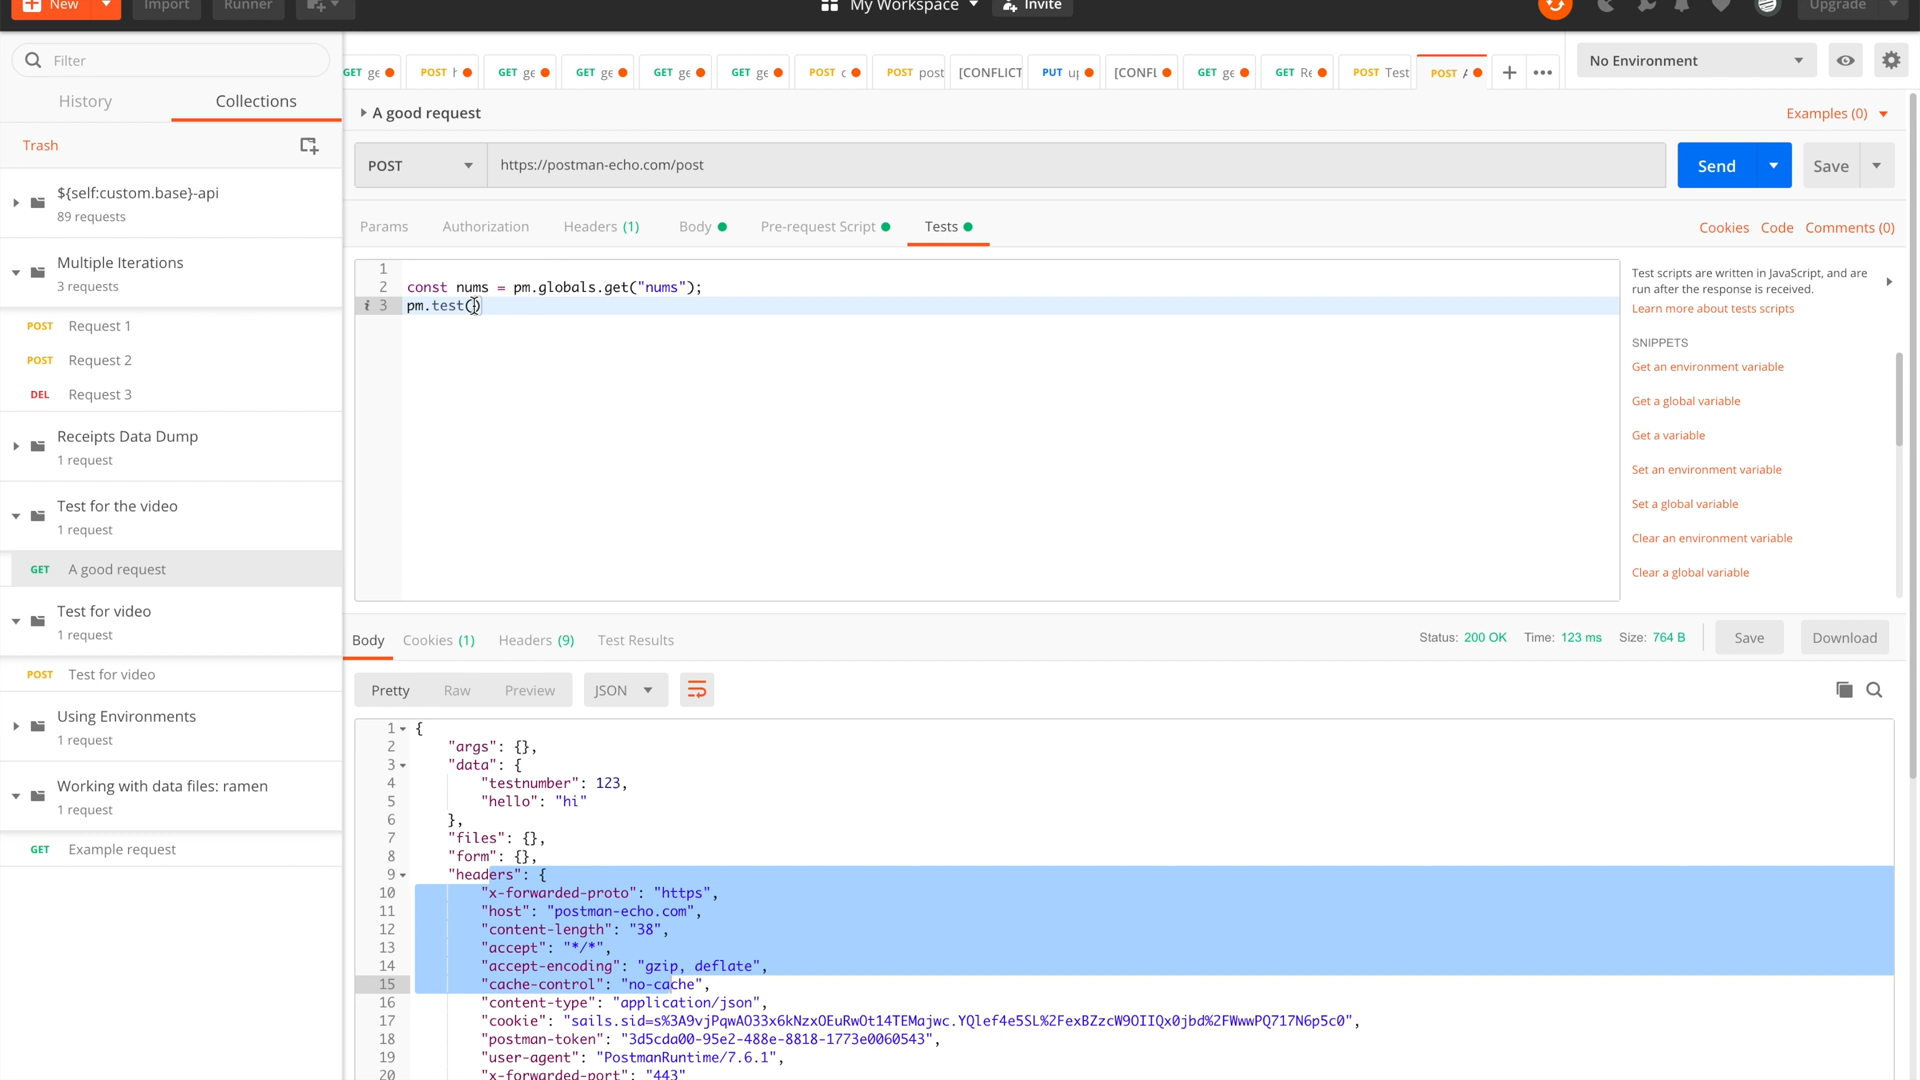 New
Import
Runner
My Workspace
Invite
Upgrade
Filter
History
Collections
Trash
${self:custom.base}-api
89 requests
Multiple Iterations
3 requests
POST Request 1
POST Request 2
DEL Request 3
Receipts Data Dump
1 request
Test for the video
1 request
GET A good request
Test for video
1 request
POST Test for video
Using Environments
1 request
Working with data files: ramen
1 request
GET Example request
GET ge
POST h
GET ge
GET ge
GET ge
GET ge
POST c
POST post
[CONFLICT
PUT up
[CONFL
GET ge
GET Re
POST Test
POST A
No Environment
A good request
Examples (0)
POST
https://postman-echo.com/post
Send
Save
Params
Authorization
Headers (1)
Body
Pre-request Script
Tests
Cookies
Code
Comments (0)
1
2 const nums = pm.globals.get("nums");
i 3 pm.test()
Test scripts are written in JavaScript, and are
run after the response is received.
Learn more about tests scripts
SNIPPETS
Get an environment variable
Get a global variable
Get a variable
Set an environment variable
Set a global variable
Clear an environment variable
Clear a global variable
Body
Cookies (1)
Headers (9)
Test Results
Status: 200 OK
Time: 123 ms
Size: 764 B
Save
Download
Pretty
Raw
Preview
JSON
1 {
2 "args": {},
3 "data": {
4 "testnumber": 123,
5 "hello": "hi"
6 },
7 "files": {},
8 "form": {},
9 "headers": {
10 "x-forwarded-proto": "https",
11 "host": "postman-echo.com",
12 "content-length": "38",
13 "accept": "*/*",
14 "accept-encoding": "gzip, deflate",
15 "cache-control": "no-cache",
16 "content-type": "application/json",
17 "cookie": "sails.sid=s%3A9vjPqwAO33x6kNzxOEuRwOt14TEMajwc.YQlef4e5SL%2FexBZzcW9OIIQx0jbd%2FWwwPQ717N6p5c0",
18 "postman-token": "3d5cda00-95e2-488e-8818-1773e0060543",
19 "user-agent": "PostmanRuntime/7.6.1",
20 "x-forwarded-port": "443"